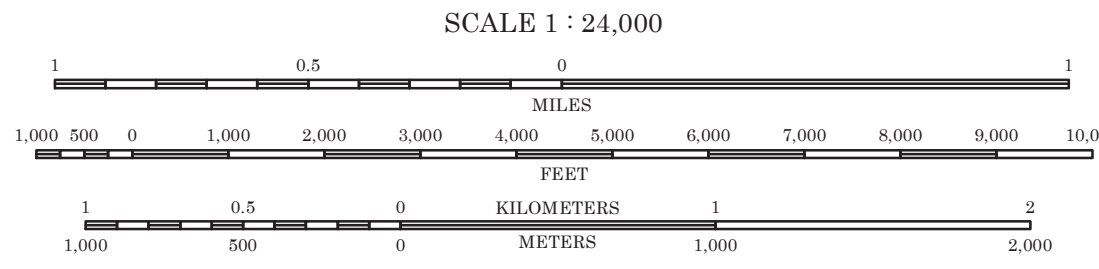 SCALE 1 : 24,000
1 0.5 0 1
MILES
1,000 500 0 1,000 2,000 3,000 4,000 5,000 6,000 7,000 8,000 9,000 10,0
FEET
1 0.5 0 KILOMETERS 1 2
1,000 500 0 METERS 1,000 2,000